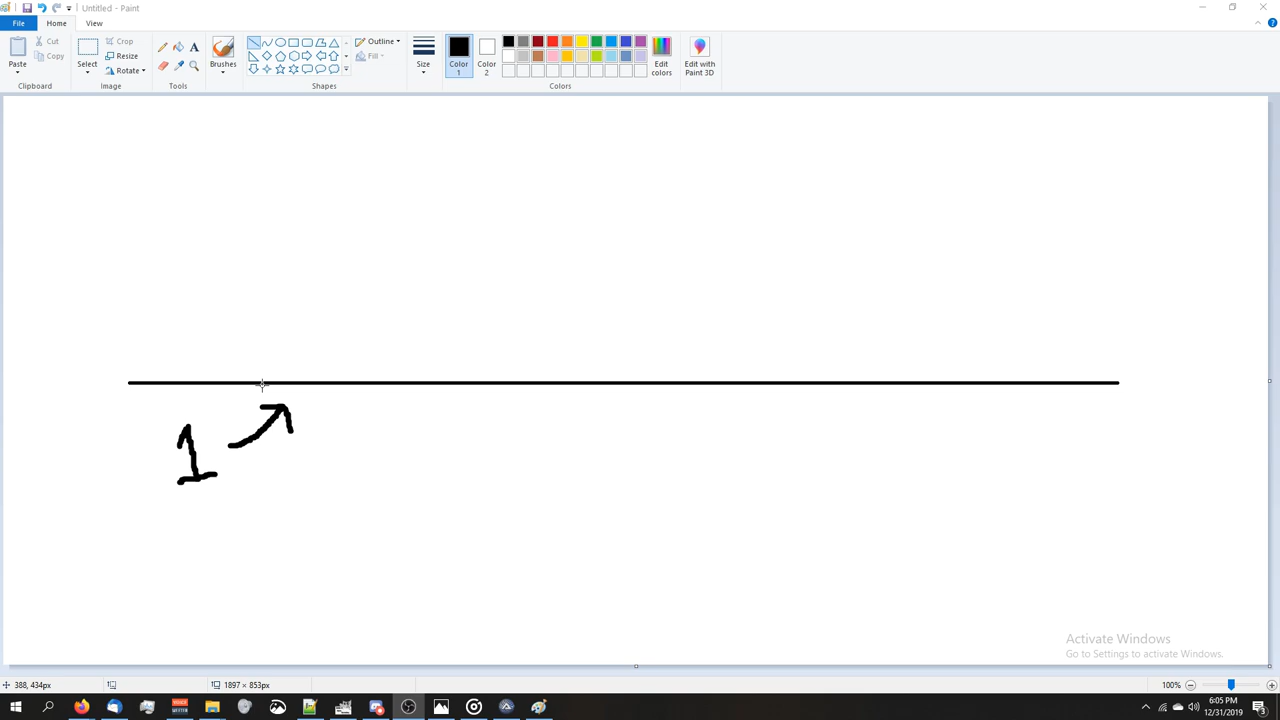 Untitled - Paint
File Home View
Paste
Cut
Copy
Clipboard
Select
Crop
Resize
Rotate
Image
A
Tools
Brushes
Outline
Fill
Shapes
Size
Color 1
Color 2
Colors
Edit colors
Edit with Paint 3D
1
Activate Windows
Go to Settings to activate Windows.
388, 434px
1897 × 853px
100%
6:05 PM
12/31/2019